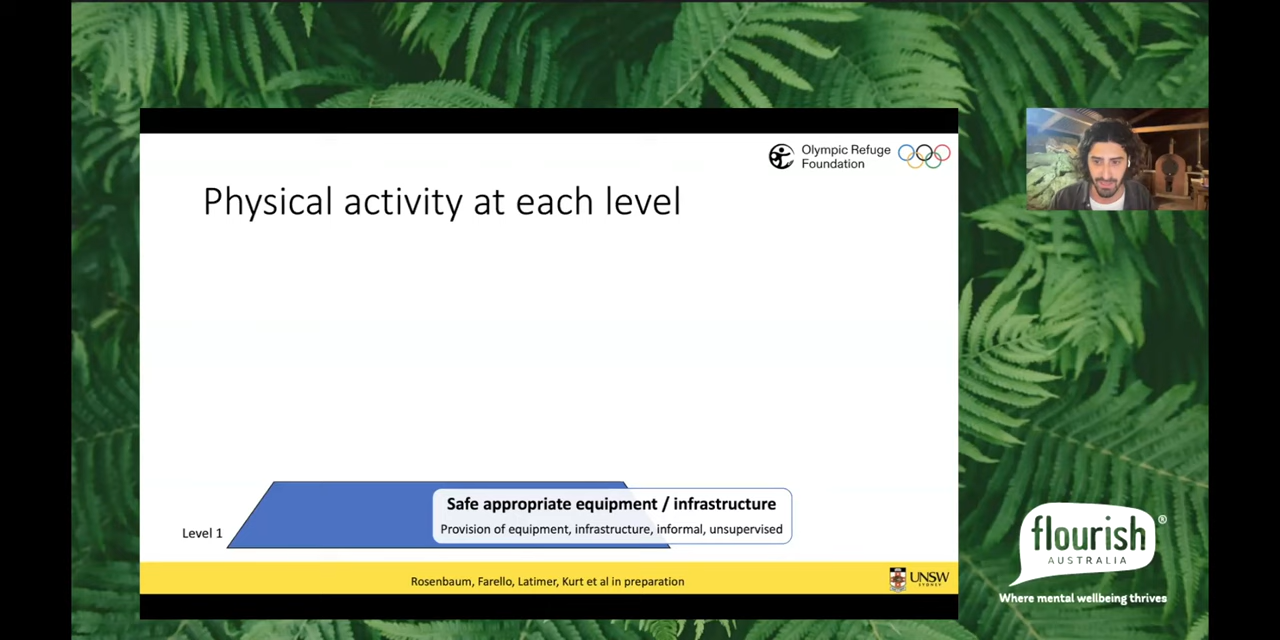 Olympic Refuge
Foundation
Physical activity at each level
Safe appropriate equipment / infrastructure
Provision of equipment, infrastructure, informal, unsupervised
Level 1
Rosenbaum, Farello, Latimer, Kurt et al in preparation
UNSW
SYDNEY
flourish®
AUSTRALIA
Where mental wellbeing thrives